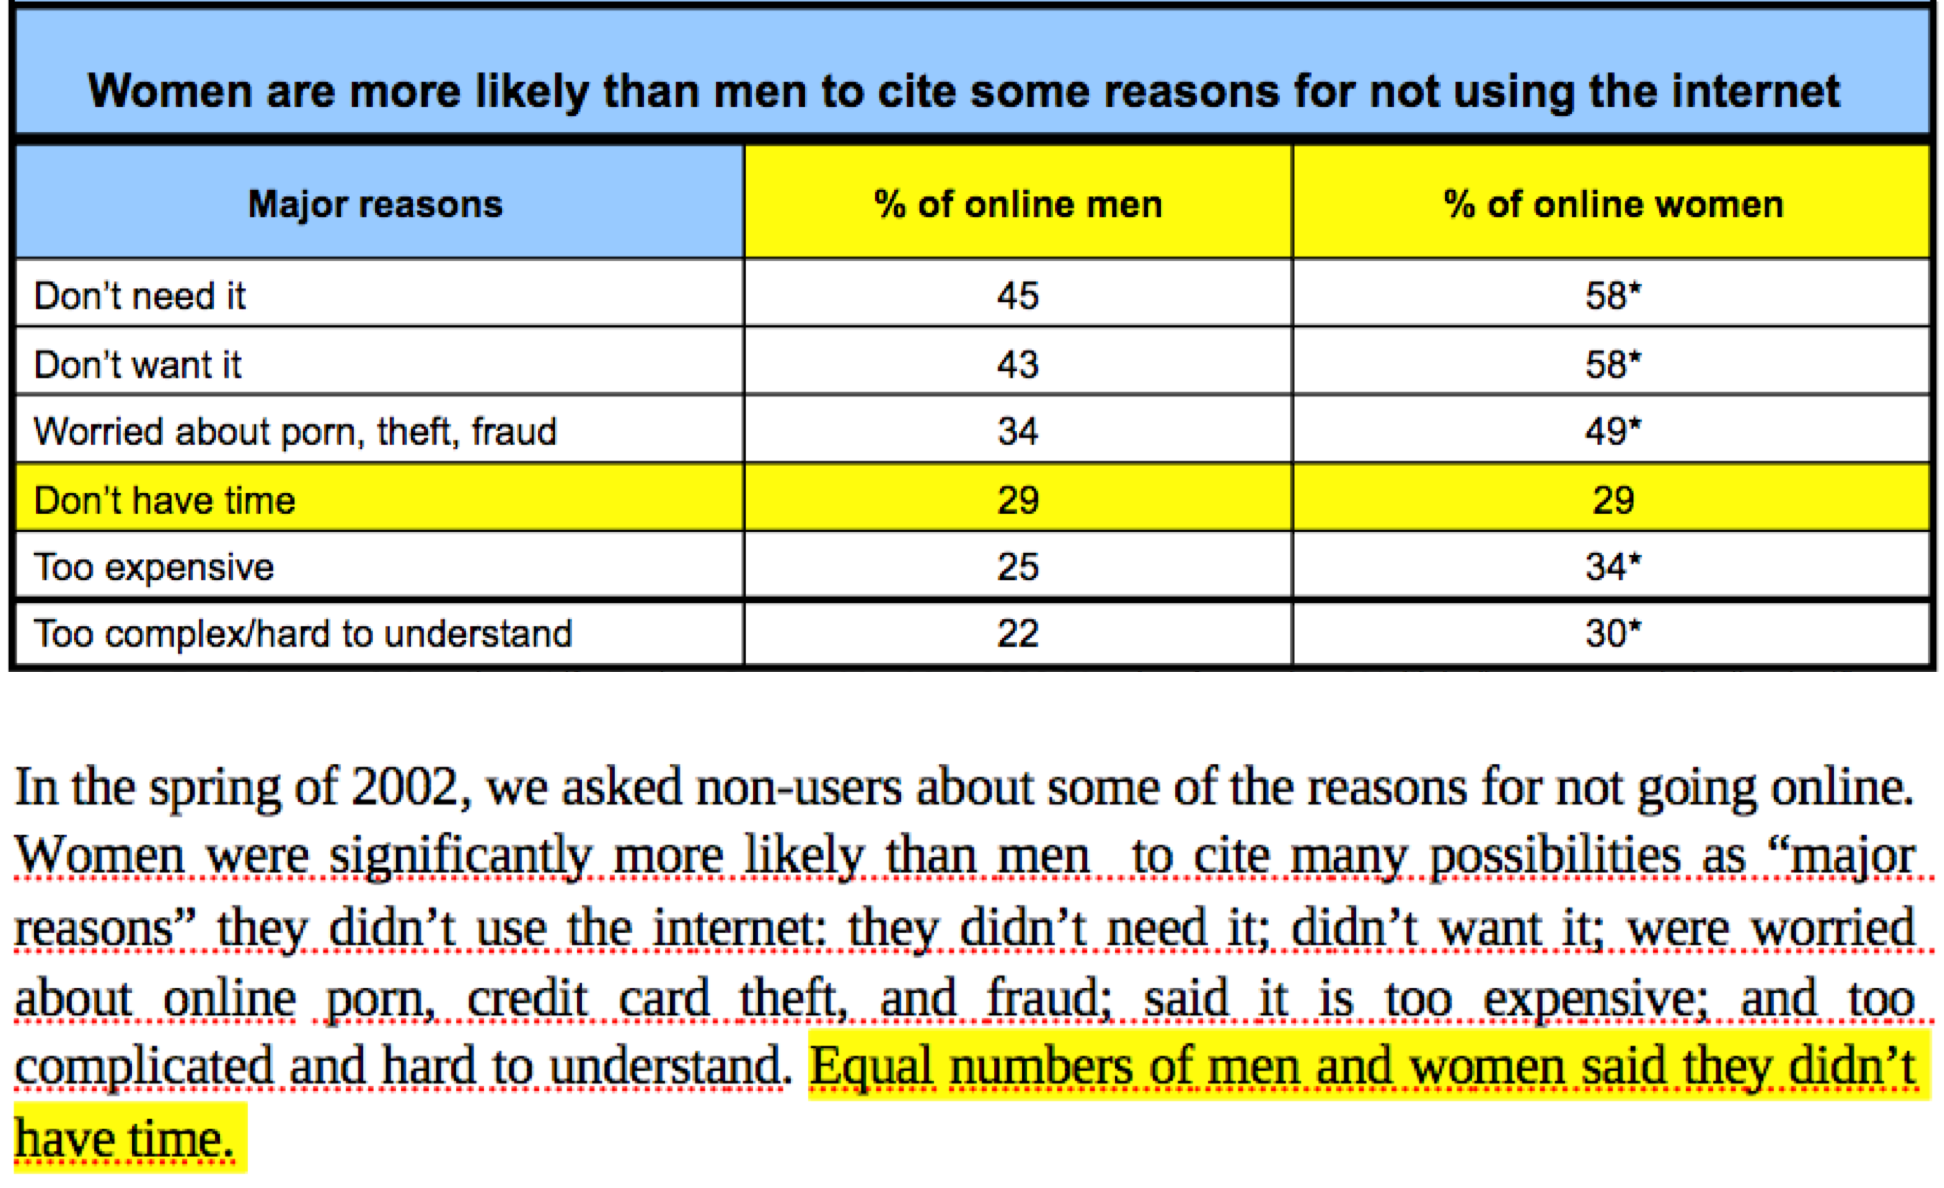 Women are more likely than men to cite some reasons for not using the internet
Major reasons % of online men % of online women
Don't need it 45 58*
Don't want it 43 58*
Worried about porn, theft, fraud 34 49*
Don't have time 29 29
Too expensive 25 34*
Too complex/hard to understand 22 30*
In the spring of 2002, we asked non-users about some of the reasons for not going online.
Women were significantly more likely than men to cite many possibilities as “major
reasons” they didn’t use the internet: they didn’t need it; didn’t want it; were worried
about online porn, credit card theft, and fraud; said it is too expensive; and too
complicated and hard to understand. Equal numbers of men and women said they didn’t
have time.